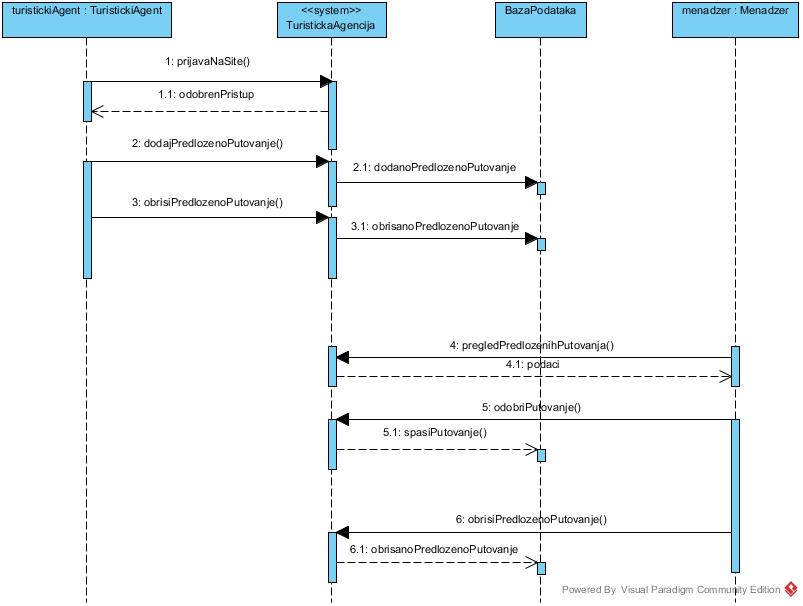 turistickiAgent : TuristickiAgent
<<system>>
TuristickaAgencija
BazaPodataka
menadzer : Menadzer
1: prijavaNaSite()
1.1: odobrenPristup
2: dodajPredlozenoPutovanje()
2.1: dodanoPredlozenoPutovanje
3: obrisiPredlozenoPutovanje()
3.1: obrisanoPredlozenoPutovanje
4: pregledPredlozenihPutovanja()
4.1: podaci
5: odobriPutovanje()
5.1: spasiPutovanje()
6: obrisiPredlozenoPutovanje()
6.1: obrisanoPredlozenoPutovanje
Powered By Visual Paradigm Community Edition